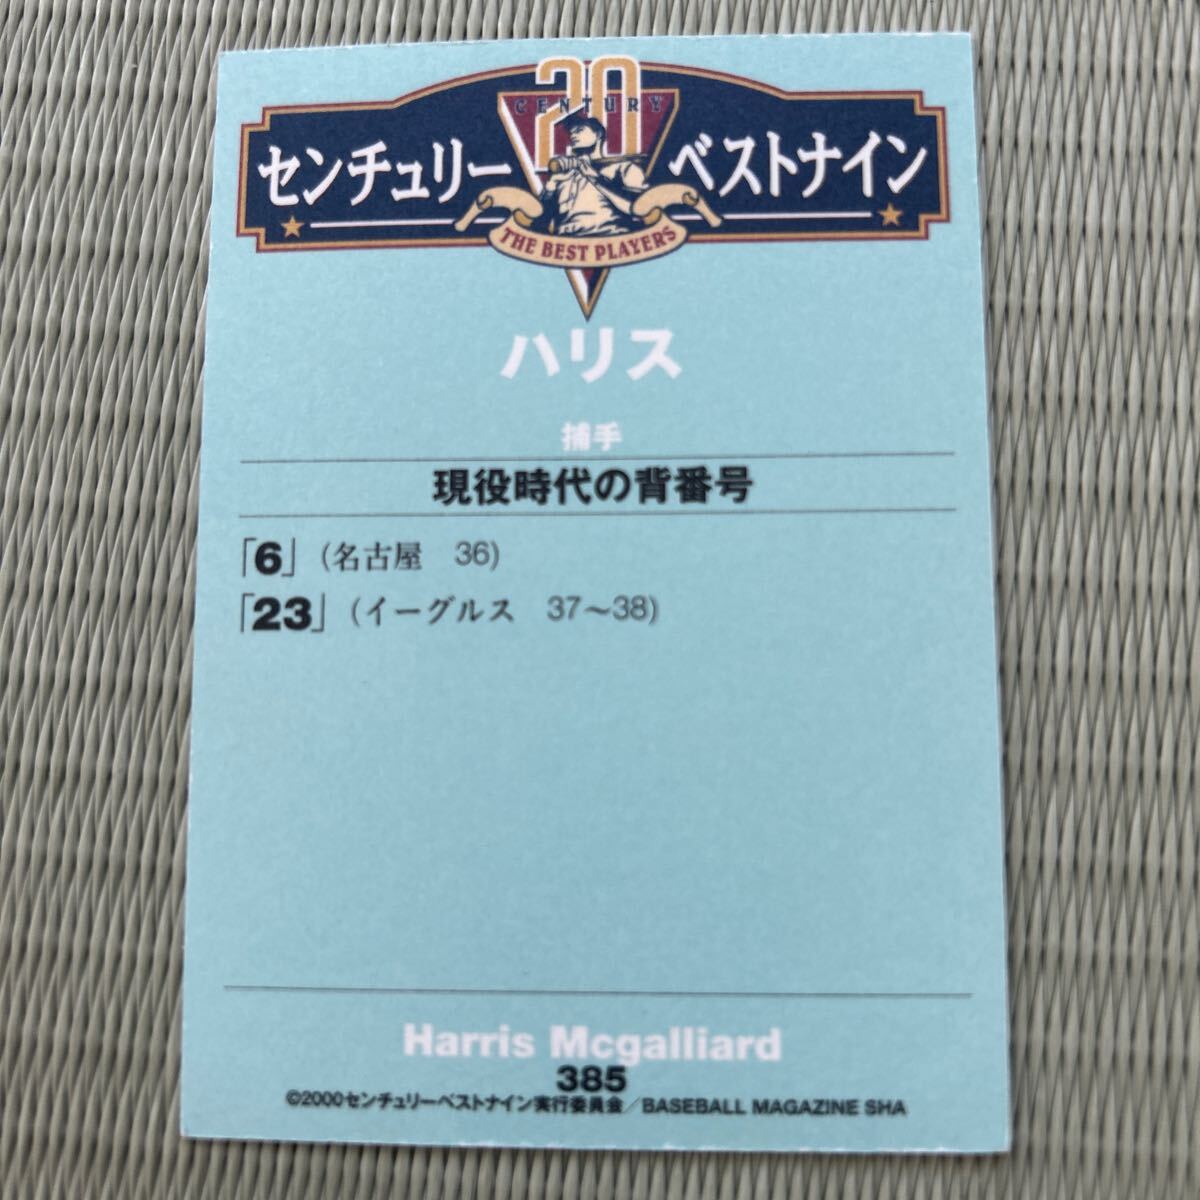 20
CENTURY
センチュリー ベストナイン
THE BEST PLAYERS
ハリス
捕手
現役時代の背番号
「6」(名古屋　36)
「23」(イーグルス　37〜38)
Harris Mcgalliard
385
©2000センチュリーベストナイン実行委員会/BASEBALL MAGAZINE SHA